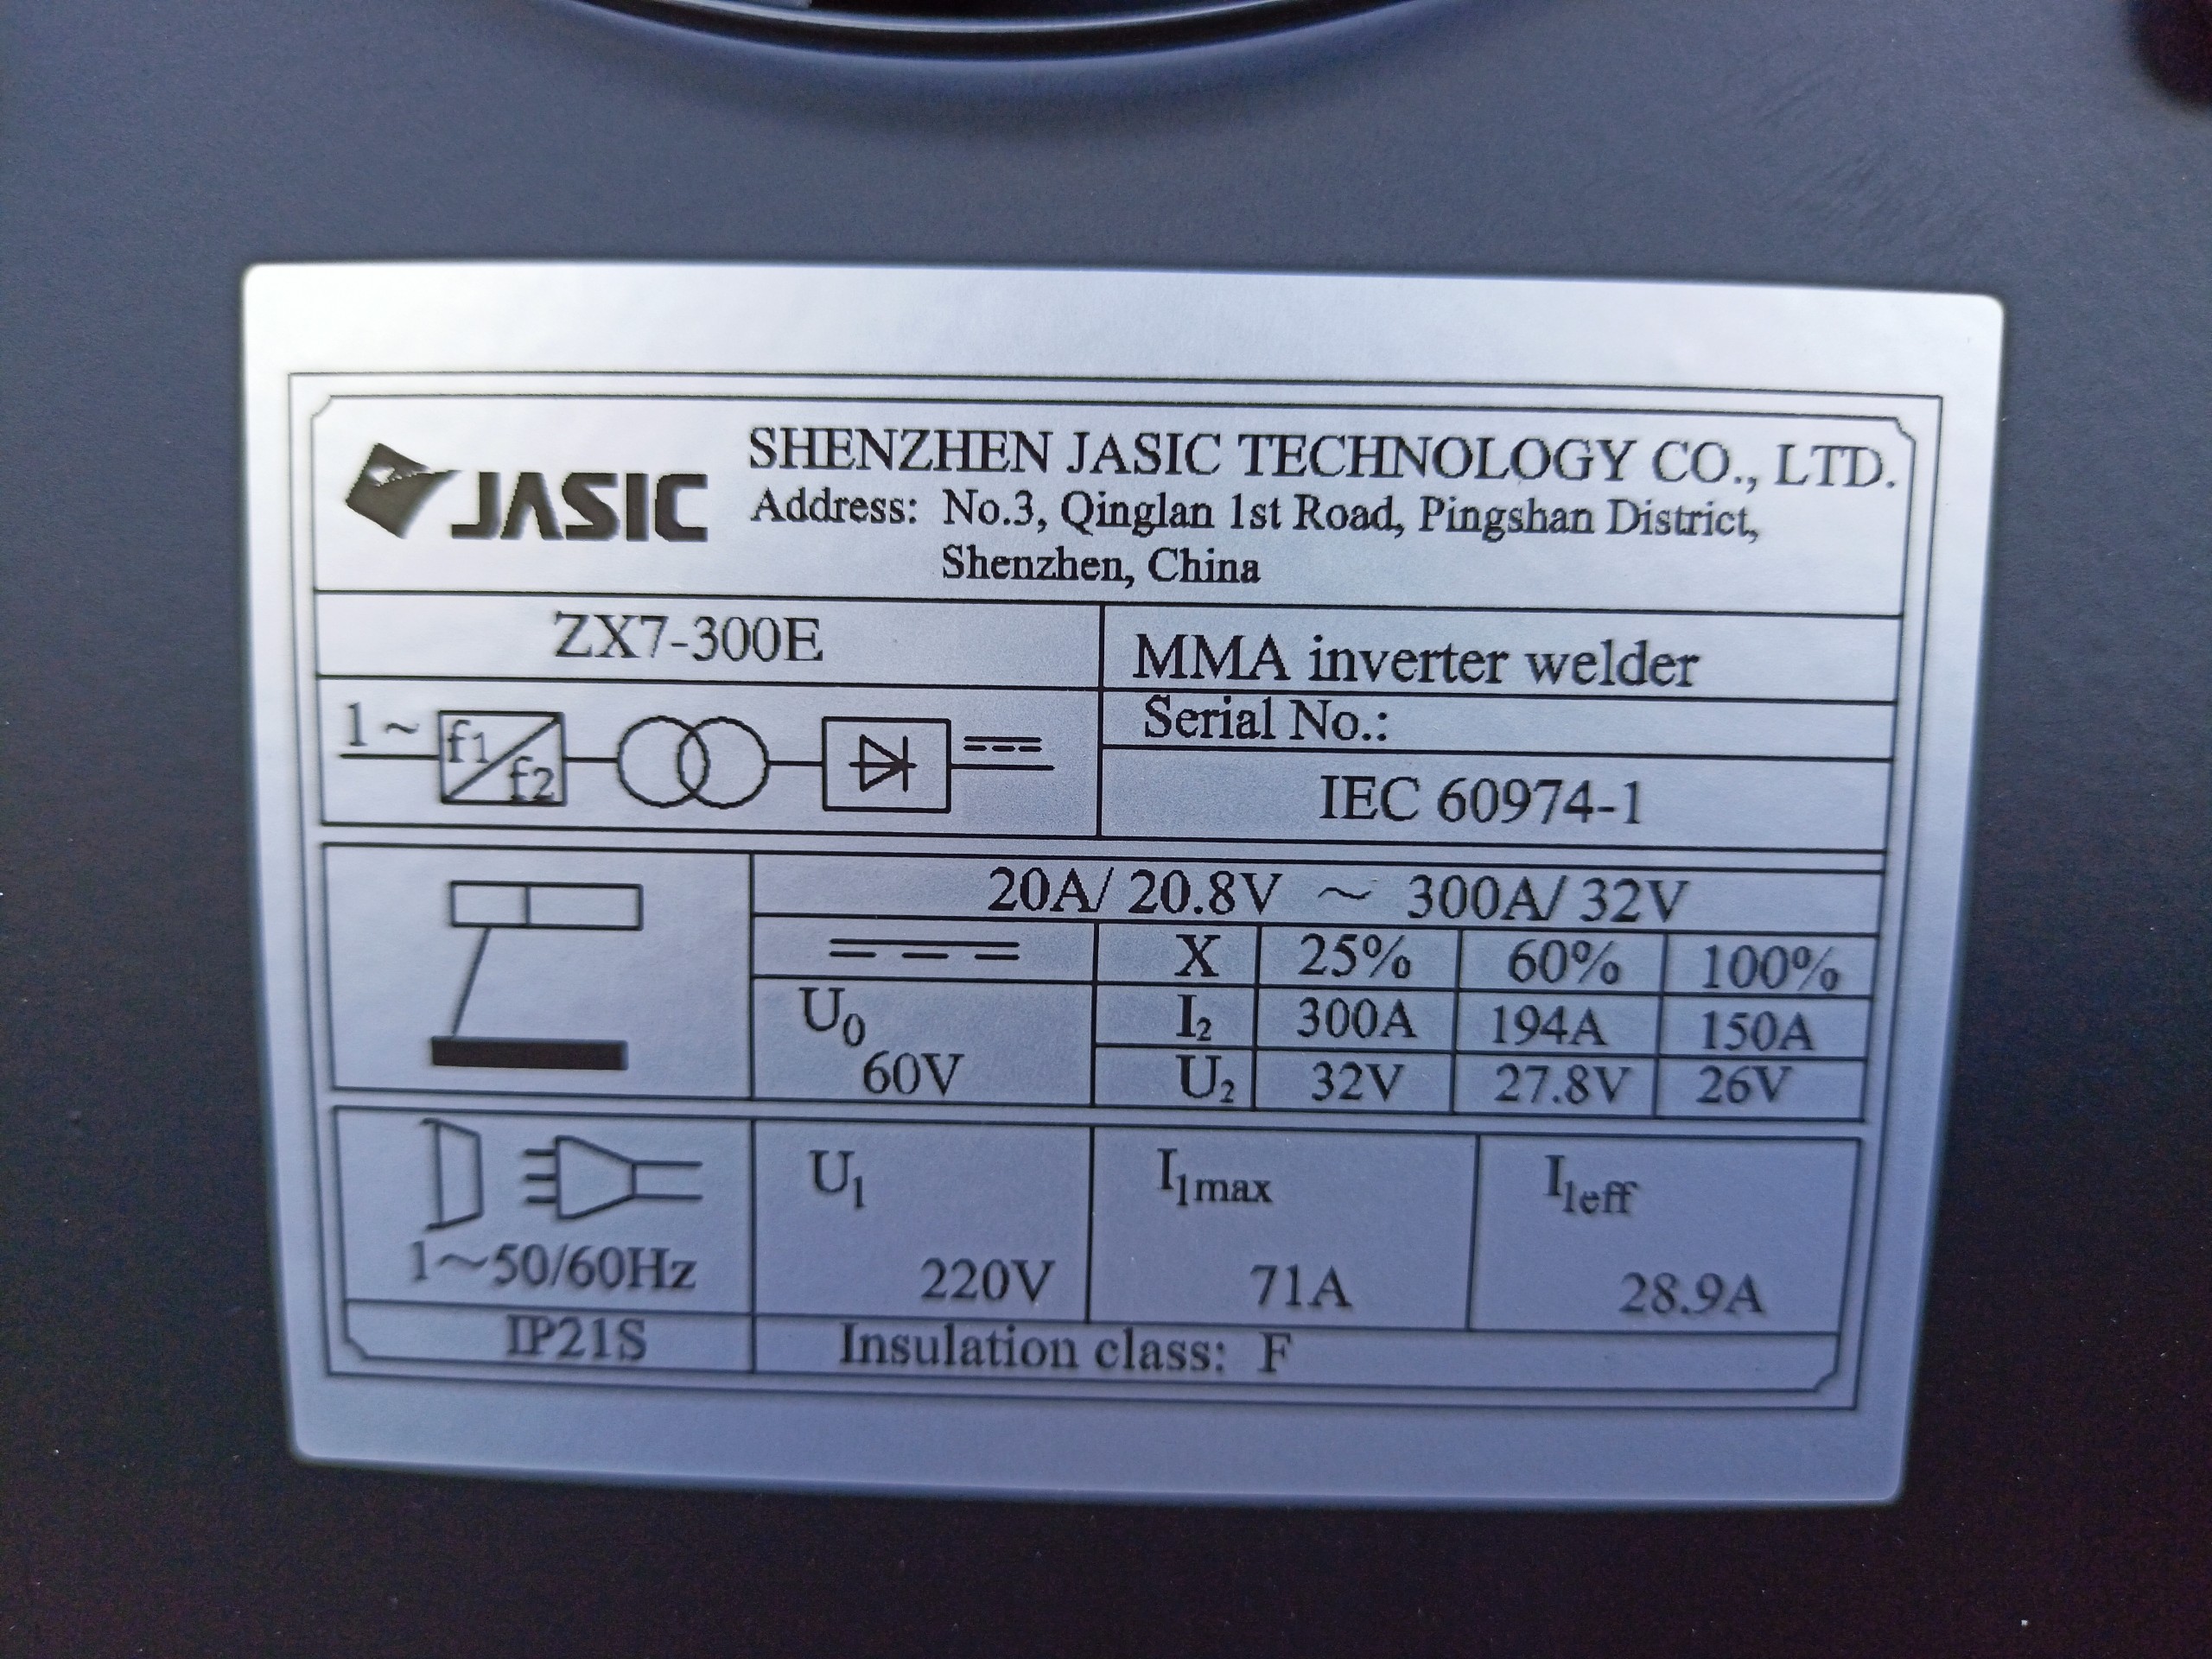 JASIC
SHENZHEN JASIC TECHNOLOGY CO., LTD.
Address: No.3, Qinglan 1st Road, Pingshan District,
Shenzhen, China
ZX7-300E
MMA inverter welder
1~ f1 f2
Serial No.:
IEC 60974-1
20A/ 20.8V ～ 300A/ 32V
X 25% 60% 100%
U0
60V
I2 300A 194A 150A
U2 32V 27.8V 26V
1～50/60Hz
U1 I1max I1eff
220V 71A 28.9A
IP21S Insulation class: F